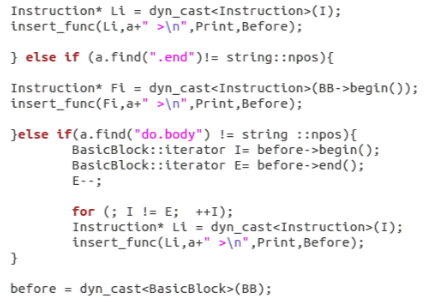 Instruction* Li = dyn_cast<Instruction>(I);
insert_func(Li,a+" >\n",Print,Before);
} else if (a.find(".end")!= string::npos){
Instruction* Fi = dyn_cast<Instruction>(BB->begin());
insert_func(Fi,a+" >\n",Print,Before);
}else if(a.find("do.body") != string ::npos){
BasicBlock::iterator I= before->begin();
BasicBlock::iterator E= before->end();
E--;
for (; I != E;  ++I);
Instruction* Li = dyn_cast<Instruction>(I);
insert_func(Li,a+" >\n",Print,Before);
}
before = dyn_cast<BasicBlock>(BB);